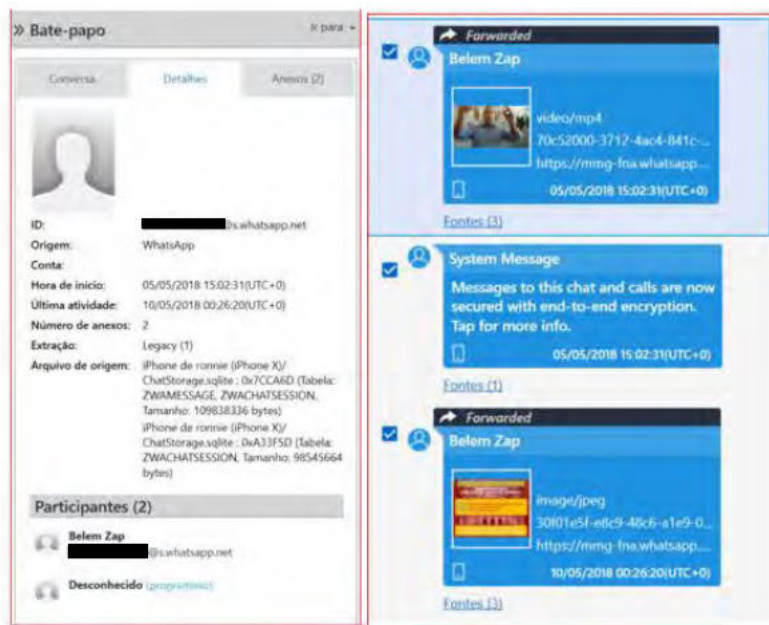 » Bate-papo
Ir para
Conversa Detalhes Anexos (2)
ID: @s.whatsapp.net
Origem: WhatsApp
Conta:
Hora de início: 05/05/2018 15:02:31(UTC+0)
Última atividade: 10/05/2018 00:26:20(UTC+0)
Número de anexos: 2
Extração: Legacy (1)
Arquivo de origem: iPhone de ronnie (iPhone X)/
ChatStorage.sqlite : 0x7CCA6D (Tabela:
ZWAMESSAGE, ZWACHATSESSION,
Tamanho: 109838336 bytes)
iPhone de ronnie (iPhone X)/
ChatStorage.sqlite : 0xA33F5D (Tabela:
ZWACHATSESSION, Tamanho: 98545664
bytes)
Participantes (2)
Belem Zap
@s.whatsapp.net
Desconhecido (proprietário)
Forwarded
Belem Zap
video/mp4
70c52000-3712-4ac4-841c-...
https://mmg-fna.whatsapp....
05/05/2018 15:02:31(UTC+0)
Fontes (3)
System Message
Messages to this chat and calls are now
secured with end-to-end encryption.
Tap for more info.
05/05/2018 15:02:31(UTC+0)
Fontes (1)
Forwarded
Belem Zap
image/jpeg
30f01e5f-e8c9-48c6-a1e9-0...
https://mmg-fna.whatsapp....
10/05/2018 00:26:20(UTC+0)
Fontes (3)